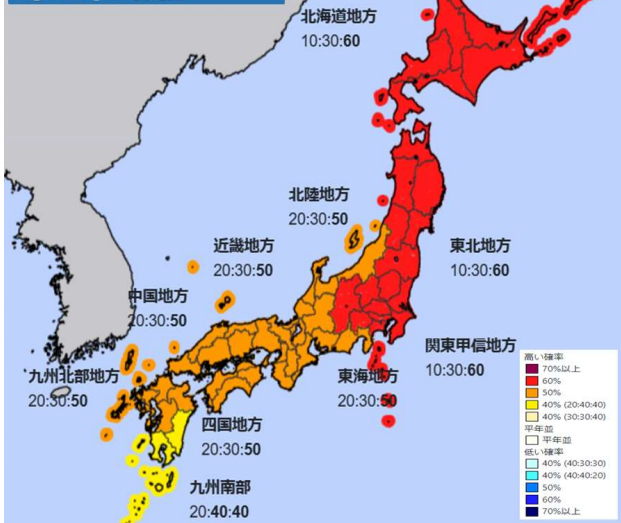 北海道地方
10:30:60
北陸地方
20:30:50
近畿地方
20:30:50
東北地方
10:30:60
中国地方
20:30:50
関東甲信地方
10:30:60
九州北部地方
20:30:50
東海地方
20:30:50
四国地方
20:30:50
九州南部
20:40:40
高い確率
70%以上
60%
50%
40% (20:40:40)
40% (30:30:40)
平年並
平年並
低い確率
40% (40:30:30)
40% (40:40:20)
50%
60%
70%以上